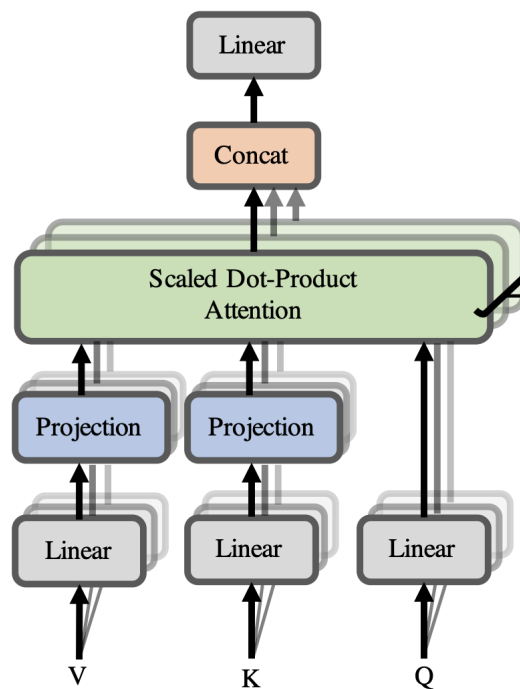 Linear
Concat
Scaled Dot-Product
Attention
Projection
Projection
Linear
Linear
Linear
V
K
Q